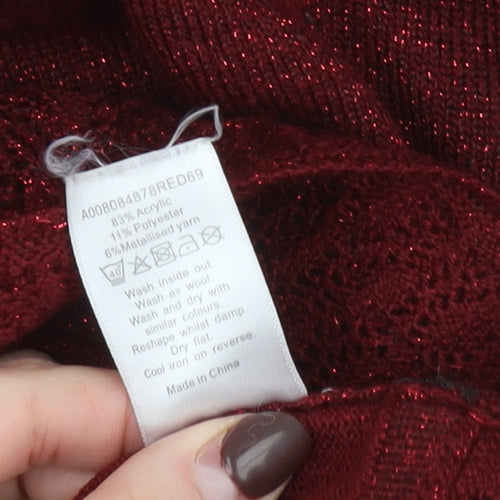 A008084878RED69
83% Acrylic
11% Polyester
6% Metallised yarn
40
Wash inside out
Wash as wool
Wash and dry with
similar colours.
Reshape whilst damp
Dry flat.
Cool iron on reverse.
Made in China